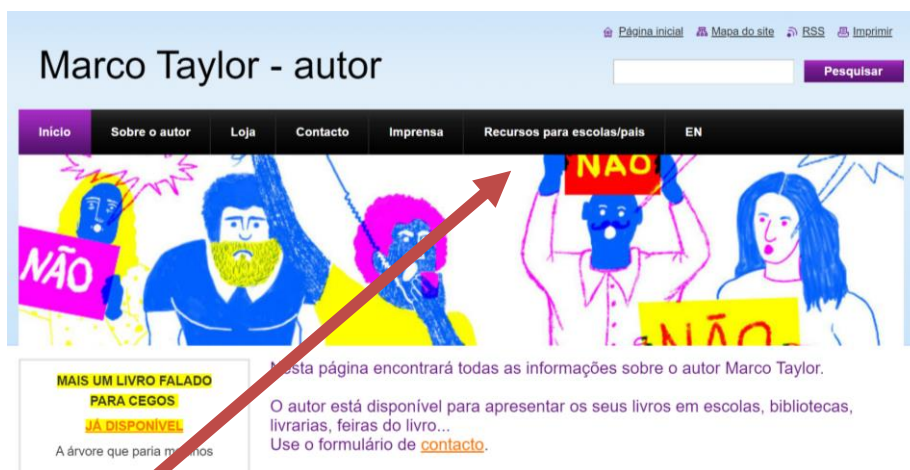 Página inicial Mapa do site RSS Imprimir
Marco Taylor - autor
Pesquisar
Início Sobre o autor Loja Contacto Imprensa Recursos para escolas/pais EN
NÃO
NÃO
NÃO
MAIS UM LIVRO FALADO
PARA CEGOS
JÁ DISPONÍVEL
A árvore que paria
Nesta página encontrará todas as informações sobre o autor Marco Taylor.
O autor está disponível para apresentar os seus livros em escolas, bibliotecas,
livrarias, feiras do livro...
Use o formulário de contacto.